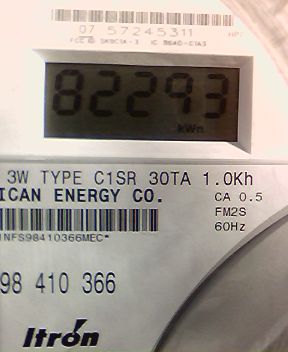 07 57245311
82293
kWh
3W TYPE C1SR 30TA 1.0Kh
ICAN ENERGY CO.
CA 0.5
FM2S
60Hz
1NFS98410366MEC*
98 410 366
Itron